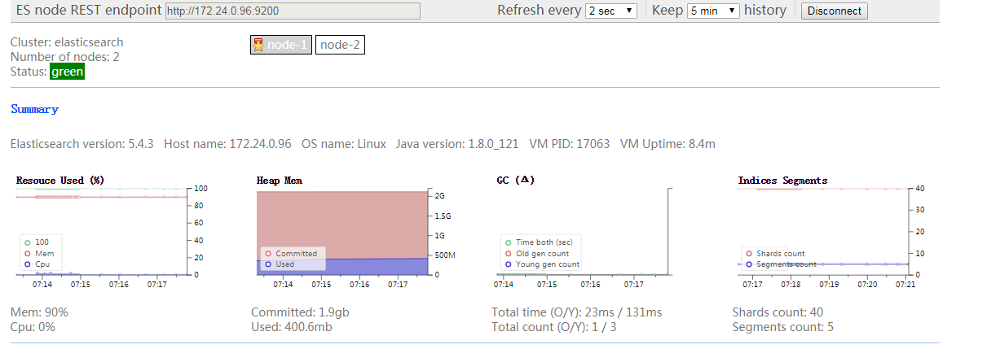 ES node REST endpoint http://172.24.0.96:9200 Refresh every 2 sec Keep 5 min history Disconnect
Cluster: elasticsearch
Number of nodes: 2
Status: green
node-1 node-2
Summary
Elasticsearch version: 5.4.3 Host name: 172.24.0.96 OS name: Linux Java version: 1.8.0_121 VM PID: 17063 VM Uptime: 8.4m
Resouce Used (%)
100
80
60
40
20
0
100
Mem
Cpu
07:14 07:15 07:16 07:17
Mem: 90%
Cpu: 0%
Heap Mem
2G
1.5G
1G
500M
0
Committed
Used
07:14 07:15 07:16 07:17
Committed: 1.9gb
Used: 400.6mb
GC (Δ)
Time both (sec)
Old gen count
Young gen count
07:14 07:15 07:16 07:17
Total time (O/Y): 23ms / 131ms
Total count (O/Y): 1 / 3
Indices Segments
40
30
20
10
0
Shards count
Segments count
07:17 07:18 07:19 07:20 07:21
Shards count: 40
Segments count: 5